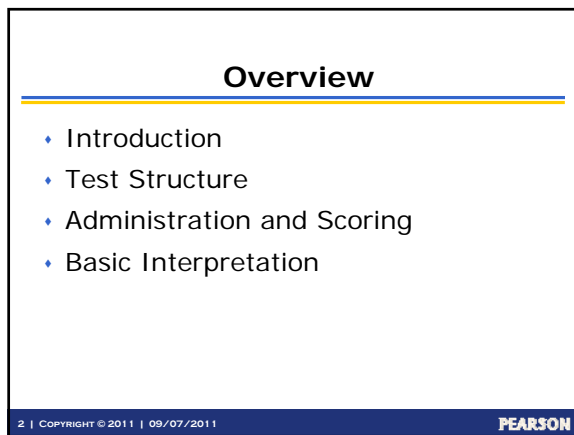 Overview
Introduction
Test Structure
Administration and Scoring
Basic Interpretation
2 | COPYRIGHT © 2011 | 09/07/2011 PEARSON